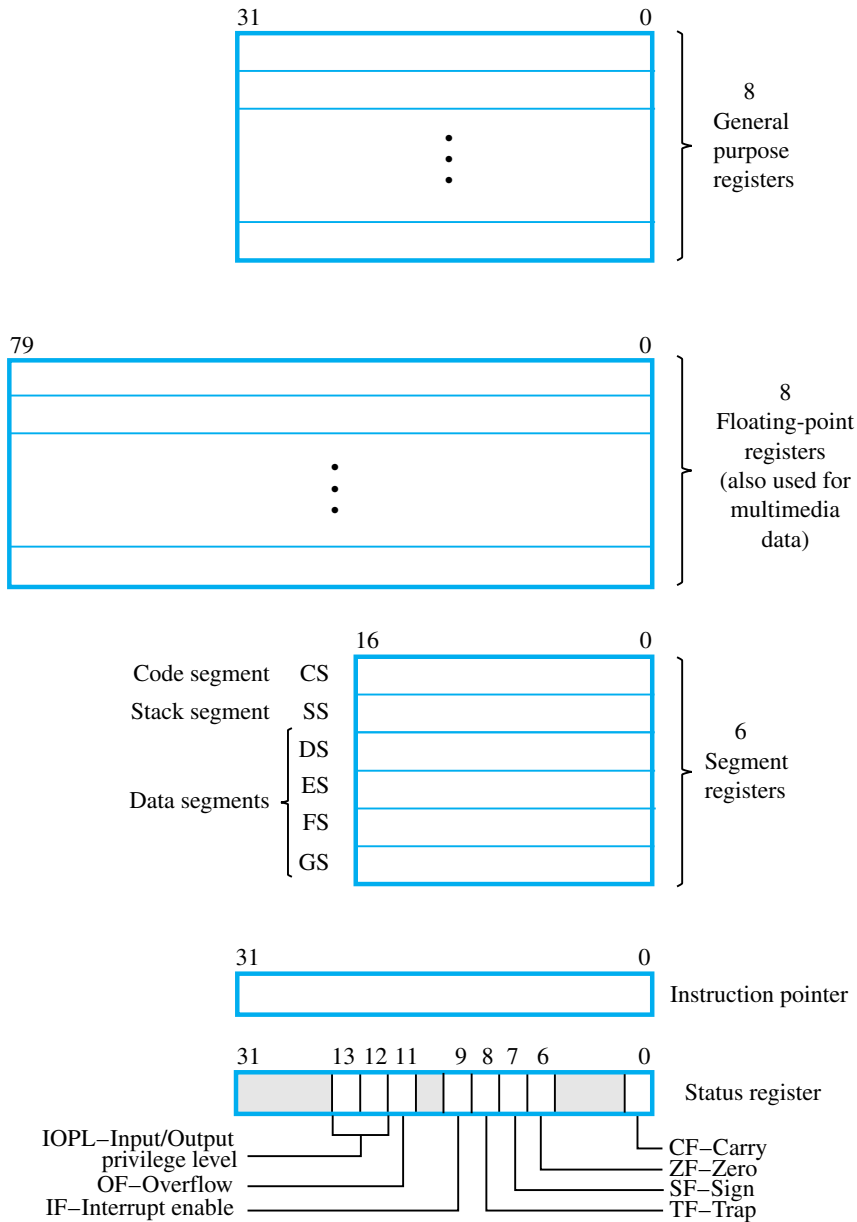 31 0
8
General
purpose
registers
79 0
8
Floating-point
registers
(also used for
multimedia
data)
16 0
Code segment CS
Stack segment SS
DS
ES
Data segments
FS
GS
6
Segment
registers
31 0
Instruction pointer
31 13 12 11 9 8 7 6 0
Status register
IOPL–Input/Output
privilege level
OF–Overflow
IF–Interrupt enable
CF–Carry
ZF–Zero
SF–Sign
TF–Trap